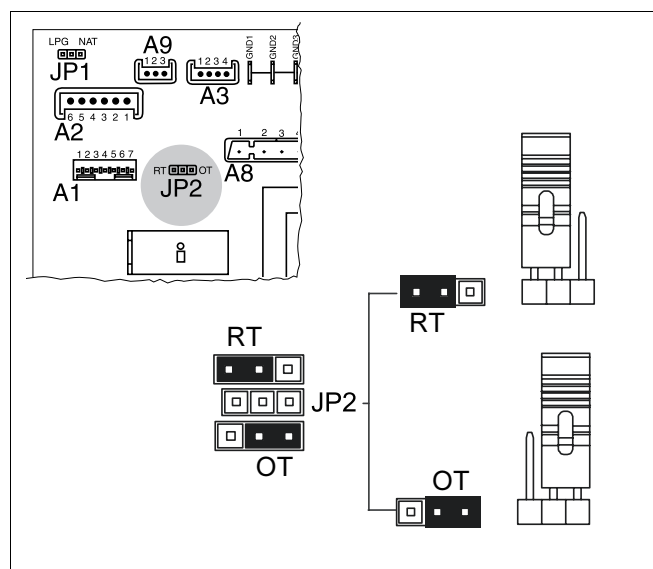 LPG NAT
JP1
A9
1 2 3
1 2 3 4
A3
GND1
GND2
GND3
6 5 4 3 2 1
A2
1 2 3 4 5 6 7
A1
RT OT
JP2
1 2 3
A8
i
RT
RT
JP2
OT
OT